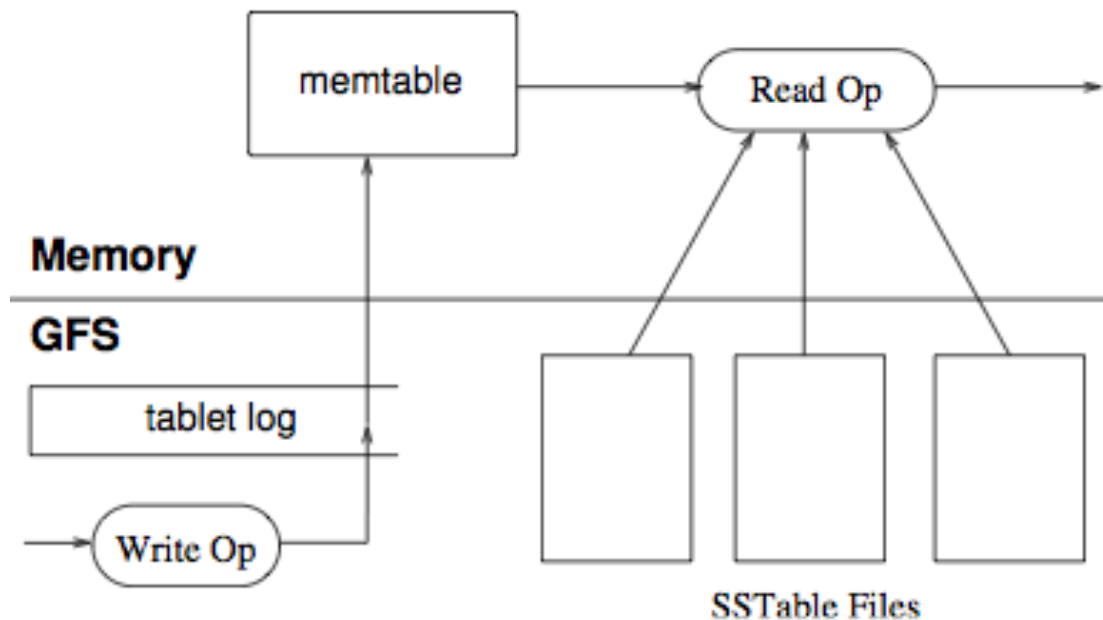 memtable
Read Op
Memory
GFS
tablet log
Write Op
SSTable Files